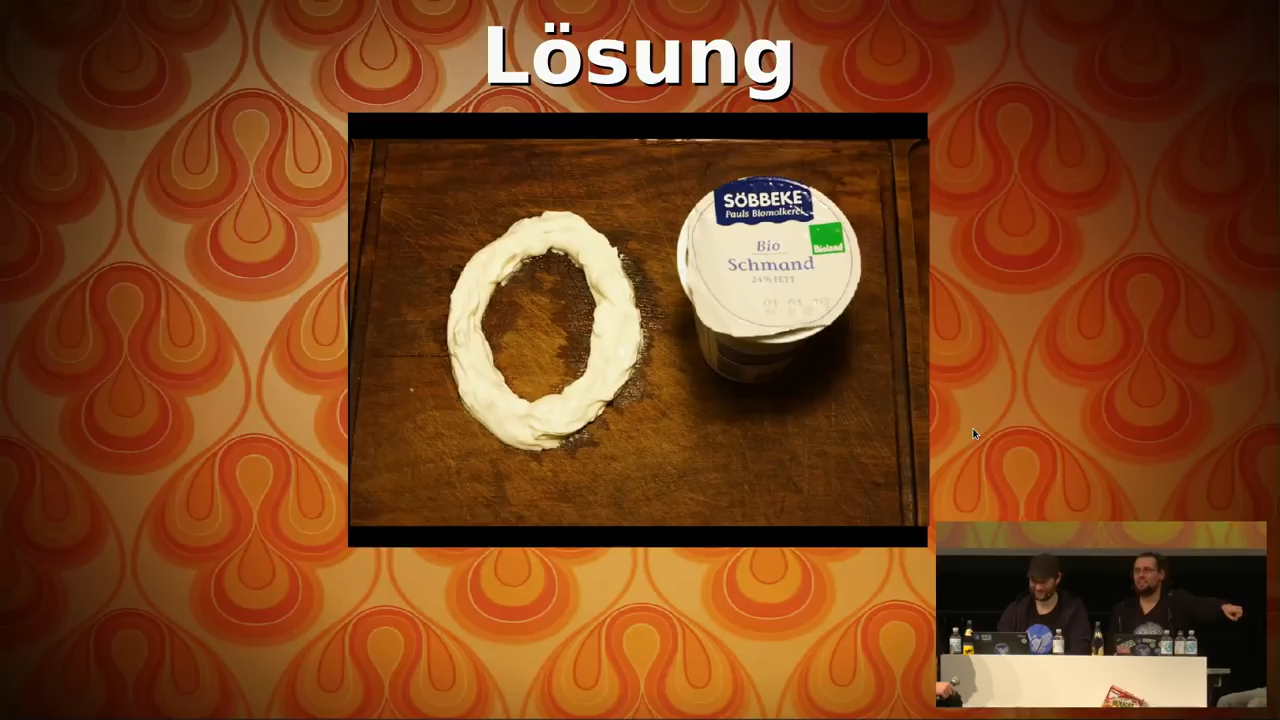 Lösung
SÖBBEKE
Pauls Biomolkerei
Bioland
Bio
Schmand
24% FETT